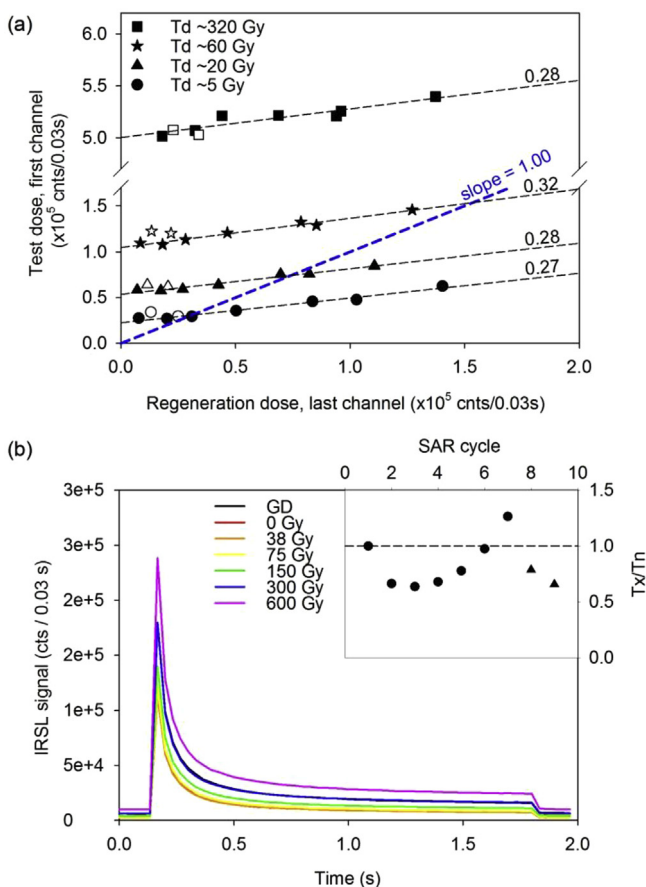 (a)
Td ~320 Gy
Td ~60 Gy
Td ~20 Gy
Td ~5 Gy
6.0
5.5
5.0
1.5
1.0
0.5
0.0
0.28
0.32
0.28
0.27
slope = 1.00
Test dose, first channel
(x10⁵ cnts/0.03s)
0.0 0.5 1.0 1.5 2.0
Regeneration dose, last channel (x10⁵ cnts/0.03s)
(b)
SAR cycle
0 2 4 6 8 10
1.5
1.0
0.5
0.0
Tx/Tn
3e+5
3e+5
2e+5
2e+5
1e+5
5e+4
0
IRSL signal (cts / 0.03 s)
GD
0 Gy
38 Gy
75 Gy
150 Gy
300 Gy
600 Gy
0.0 0.5 1.0 1.5 2.0
Time (s)